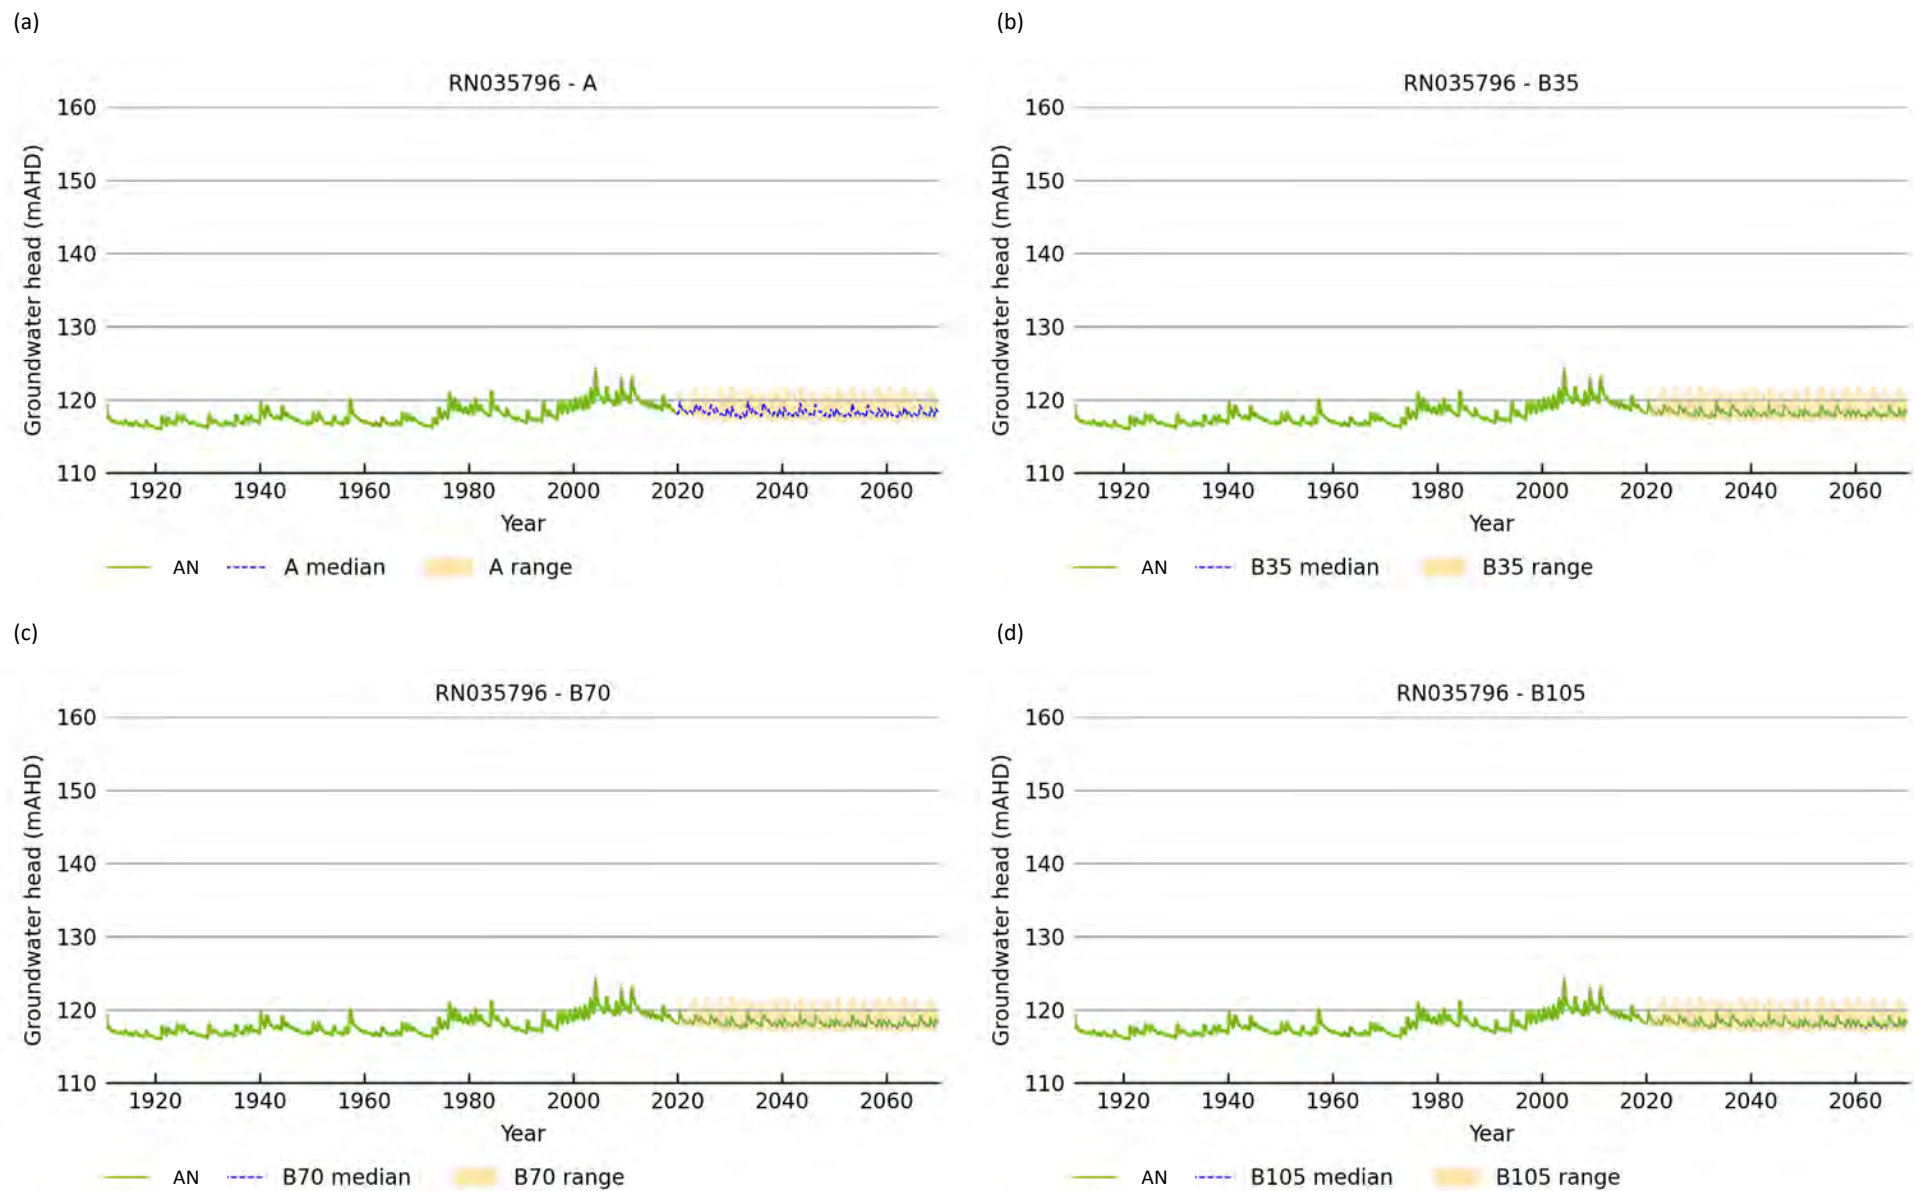 (a)
RN035796 - A
Groundwater head (mAHD)
160
150
140
130
120
110
1920 1940 1960 1980 2000 2020 2040 2060
Year
AN A median A range
(b)
RN035796 - B35
Groundwater head (mAHD)
160
150
140
130
120
110
1920 1940 1960 1980 2000 2020 2040 2060
Year
AN B35 median B35 range
(c)
RN035796 - B70
Groundwater head (mAHD)
160
150
140
130
120
110
1920 1940 1960 1980 2000 2020 2040 2060
Year
AN B70 median B70 range
(d)
RN035796 - B105
Groundwater head (mAHD)
160
150
140
130
120
110
1920 1940 1960 1980 2000 2020 2040 2060
Year
AN B105 median B105 range